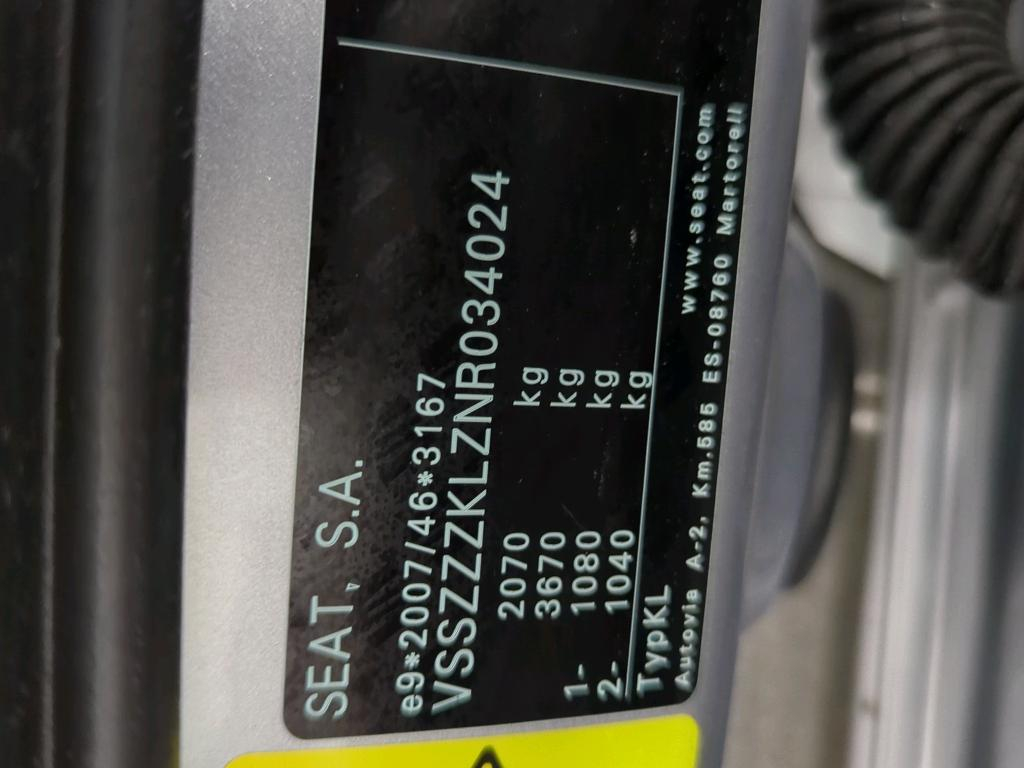 SEAT, S.A.
e9*2007/46*3167
VSSZZZKLZNR034024
2070 kg
3670 kg
1- 1080 kg
2- 1040 kg
TypKL
www.seat.com
Autovia A-2, Km.585 ES-08760 Martorell